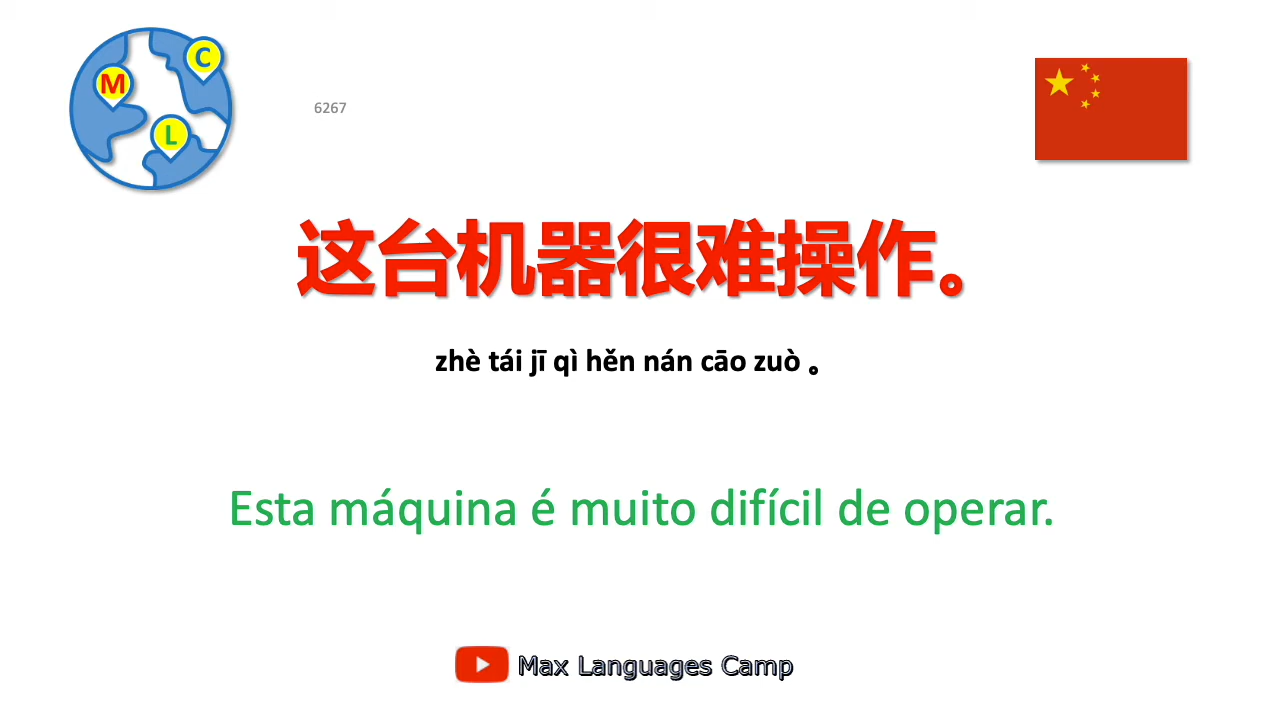 C
M
L
6267
这台机器很难操作。
zhè tái jī qì hěn nán cāo zuò 。
Esta máquina é muito difícil de operar.
Max Languages Camp